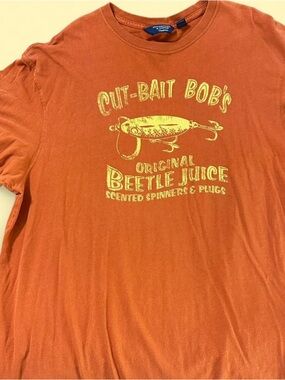 CUT-BAIT BOB'S
ORIGINAL
BEETLE JUICE
SCENTED SPINNERS & PLUGS